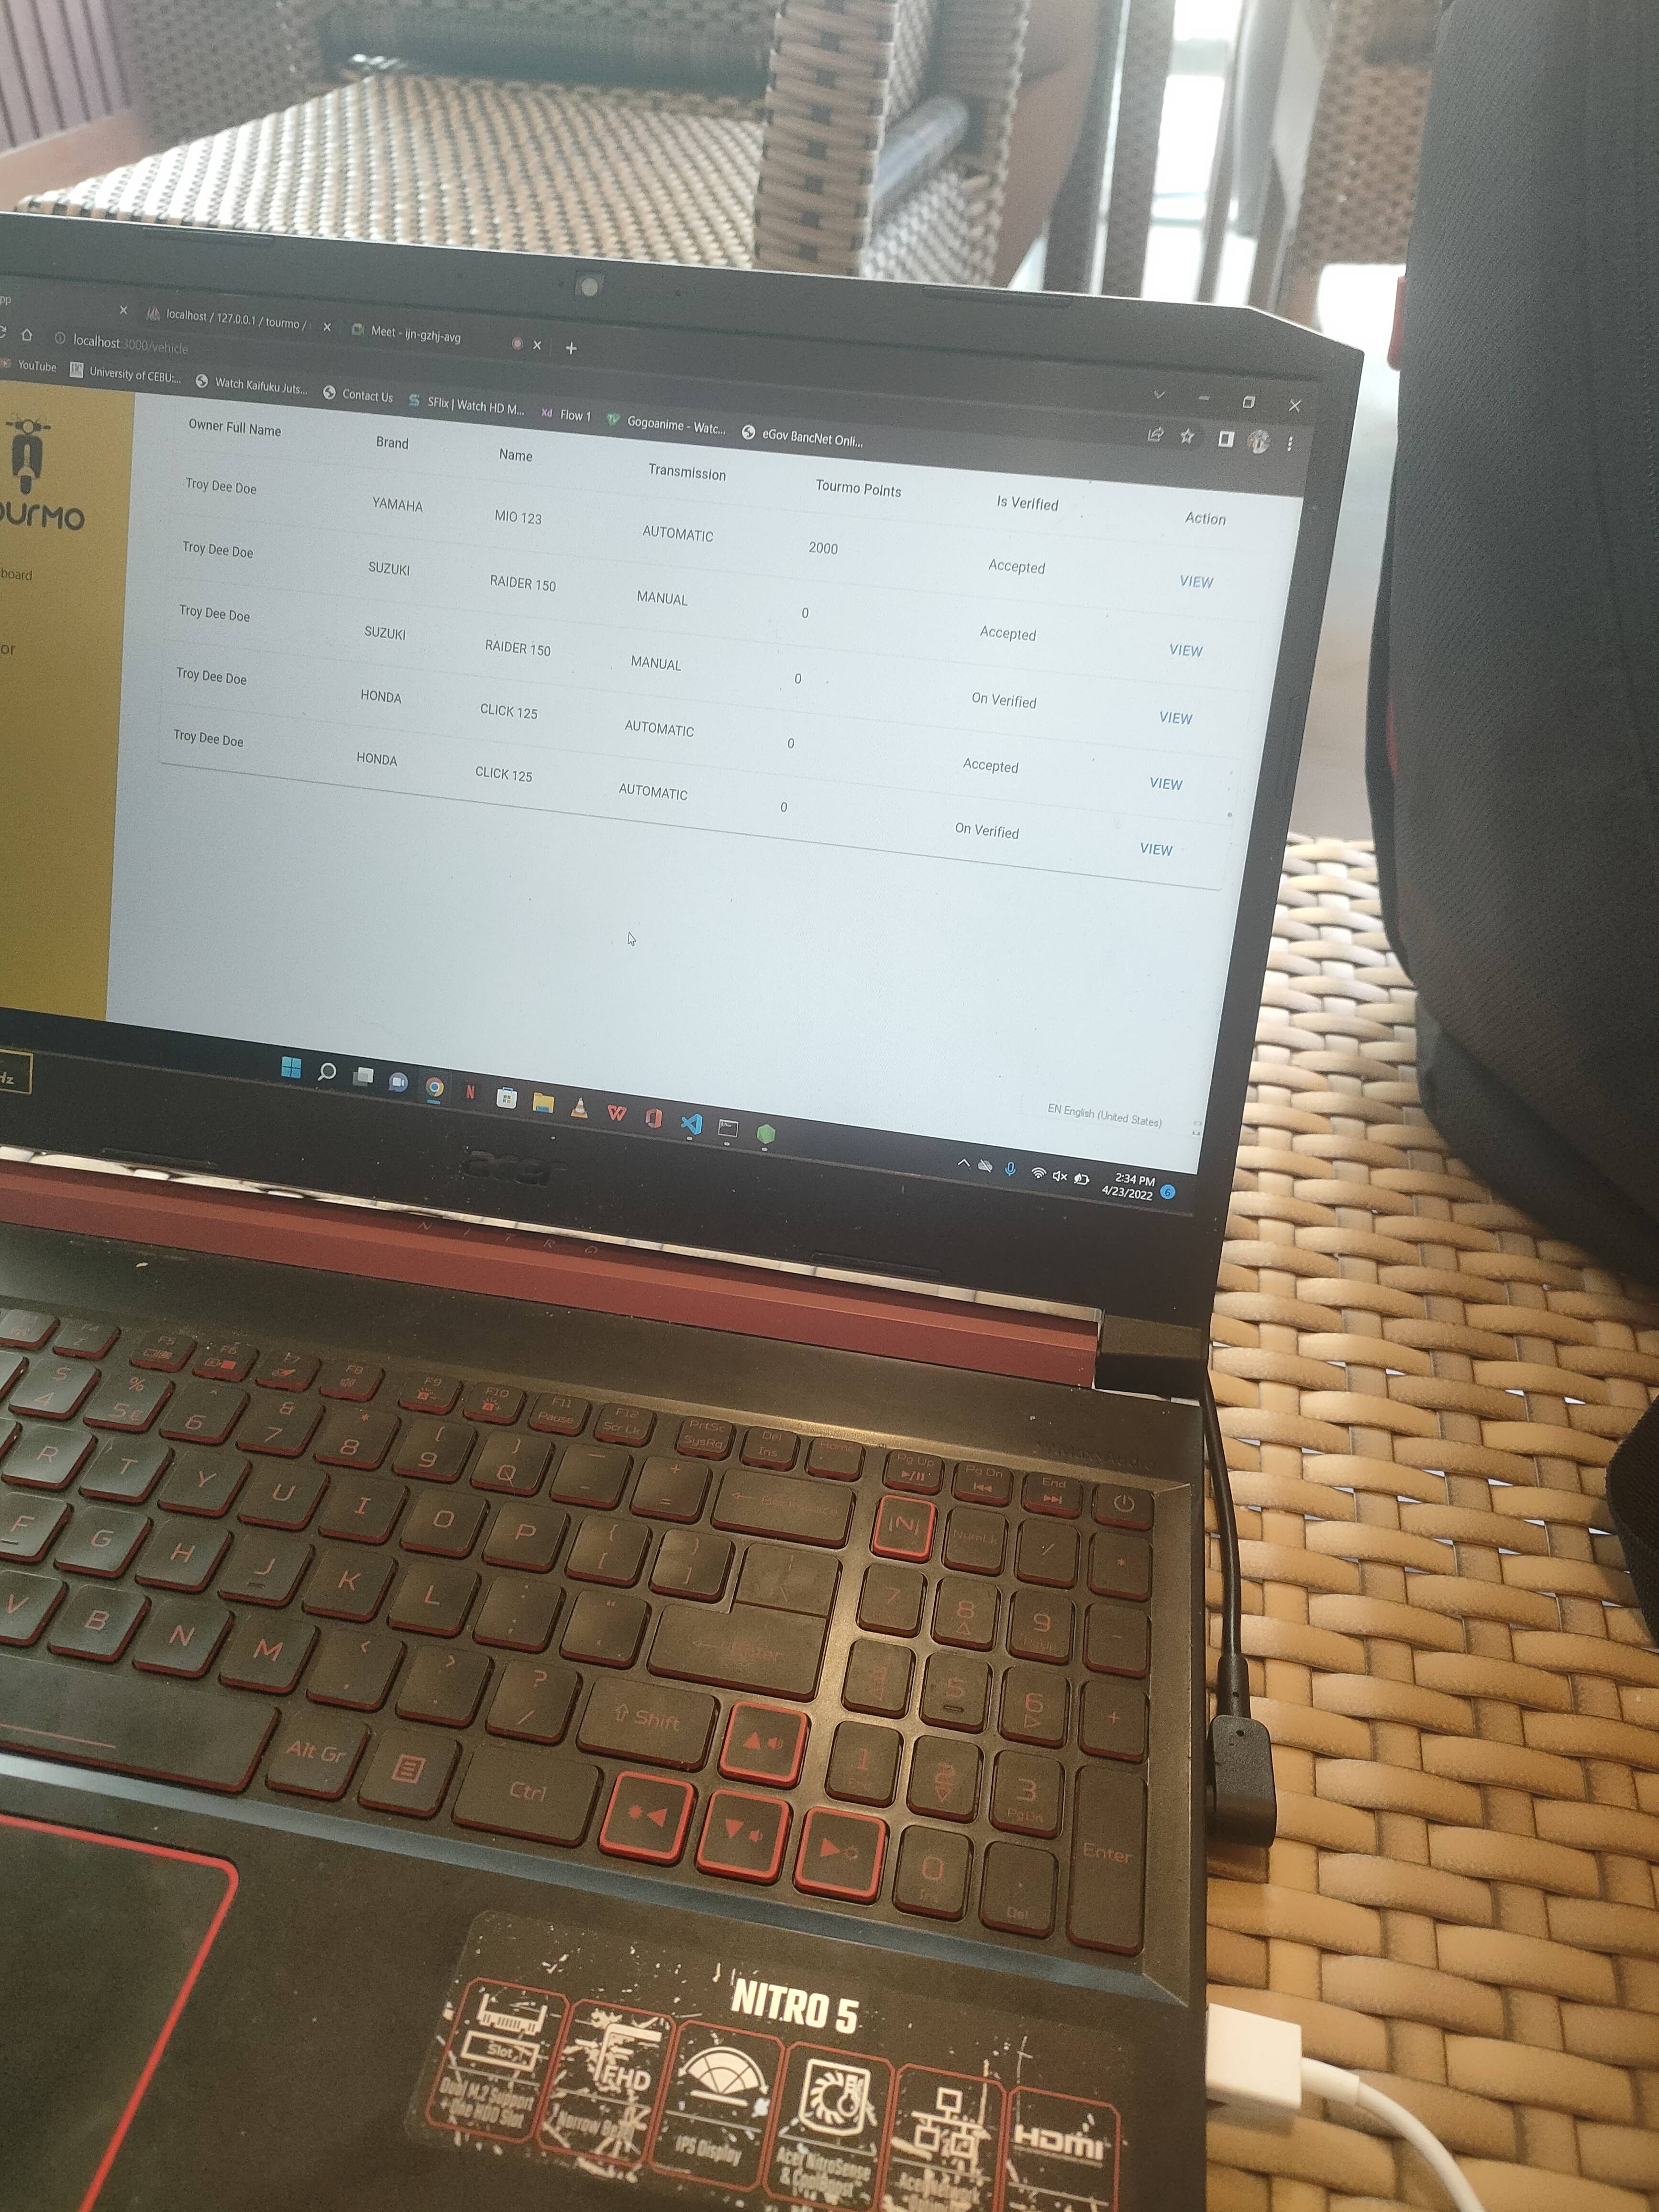 localhost / 127.0.0.1 / tourmo /
Meet - ijn-gzhj-avg
localhost:3000/vehicle
YouTube
University of CEBU:...
Watch Kaifuku Juts...
Contact Us
SFlix | Watch HD M...
Xd Flow 1
Gogoanime - Watc...
eGov BancNet Onli...
Owner Full Name Brand Name Transmission Tourmo Points Is Verified Action
Troy Dee Doe YAMAHA MIO 123 AUTOMATIC 2000 Accepted VIEW
Troy Dee Doe SUZUKI RAIDER 150 MANUAL 0 Accepted VIEW
Troy Dee Doe SUZUKI RAIDER 150 MANUAL 0 On Verified VIEW
Troy Dee Doe HONDA CLICK 125 AUTOMATIC 0 Accepted VIEW
Troy Dee Doe HONDA CLICK 125 AUTOMATIC 0 On Verified VIEW
ourmo
board
or
EN English (United States)
2:34 PM
4/23/2022
6
Hz
acer
NITRO
F4 F5 F6 F7 F8 F9 F10 F11 Pause F12 Scr Lk PrtSc SysRq Del Ins Home Pg Up Pg Dn End
$ 4 % 5 € ^ 6 & 7 * 8 ( 9 ) 0 _ - + = Backspace N NumLk / *
R T Y U I O P { [ } ] 7 8 9 PgUp -
F G H J K L : ; " ' Enter 4 5 6 +
V B N M < , > . ? / Shift 1 2 3 PgDn Enter
Alt Gr Ctrl 0 Ins . Del
NITRO 5
Slot
Dual M.2 Support
+ One HDD Slot
FHD
IPS Display
Acer NitroSense
HDMI